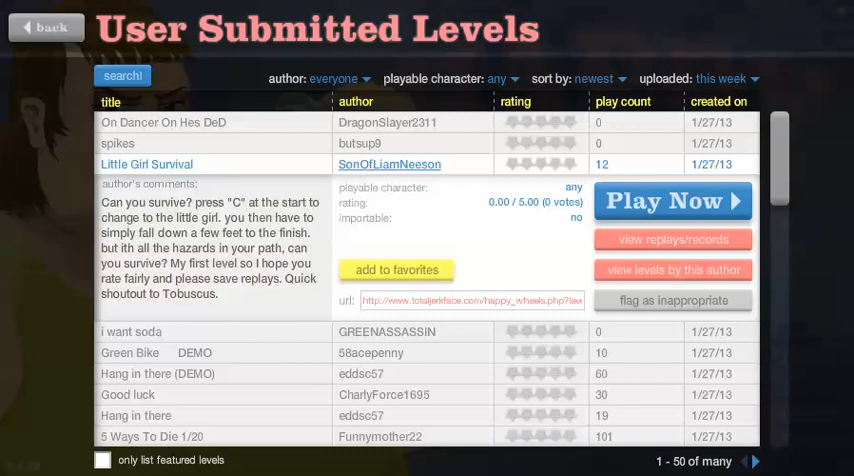 back
User Submitted Levels
search!
author: everyone playable character: any sort by: newest uploaded: this week
title author rating play count created on
On Dancer On Hes DeD DragonSlayer2311 0 1/27/13
spikes butsup9 0 1/27/13
Little Girl Survival SonOfLiamNeeson 12 1/27/13
author's comments:
Can you survive? press "C" at the start to
change to the little girl. you then have to
simply fall down a few feet to the finish.
but ith all the hazards in your path, can
you survive? My first level so I hope you
rate fairly and please save replays. Quick
shoutout to Tobuscus.
playable character: any
rating: 0.00 / 5.00 (0 votes)
importable: no
add to favorites
url: http://www.totaljerkface.com/happy_wheels.php?leve
Play Now
view replays/records
view levels by this author
flag as inappropriate
i want soda GREENASSASSIN 0 1/27/13
Green Bike DEMO 58acepenny 10 1/27/13
Hang in there (DEMO) eddsc57 60 1/27/13
Good luck CharlyForce1695 30 1/27/13
Hang in there eddsc57 19 1/27/13
5 Ways To Die 1/20 Funnymother22 101 1/27/13
only list featured levels
1 - 50 of many